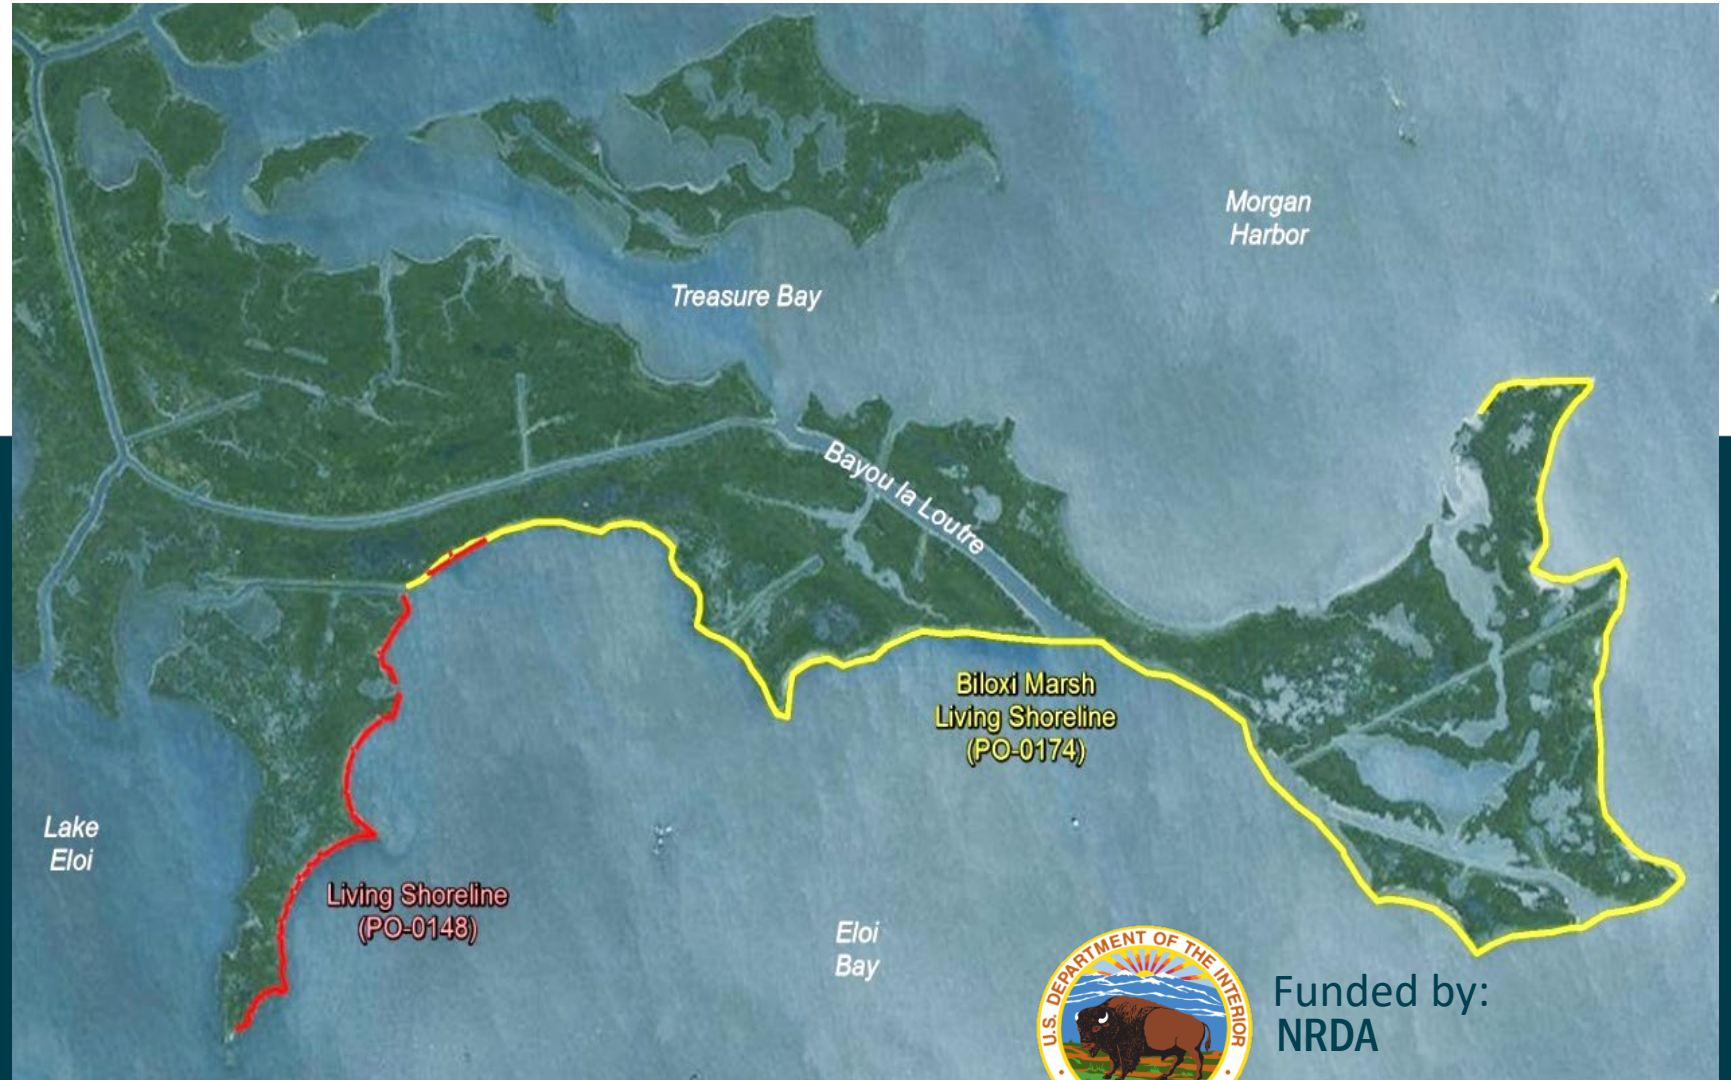 Morgan
Harbor
Treasure Bay
Bayou la Loutre
Biloxi Marsh
Living Shoreline
(PO-0174)
Lake
Eloi
Living Shoreline
(PO-0148)
Eloi
Bay
U.S. DEPARTMENT OF THE INTERIOR
Funded by:
NRDA